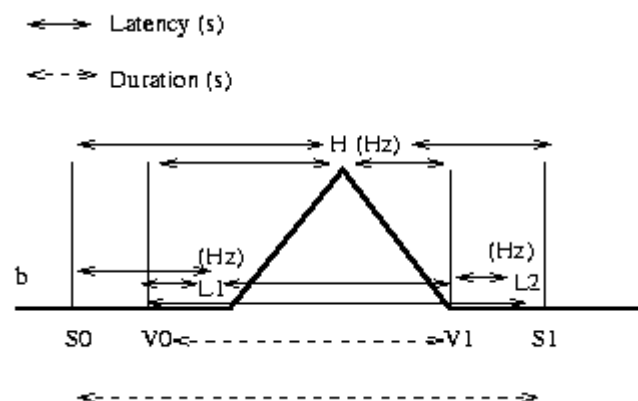 Latency (s)
Duration (s)
H (Hz)
(Hz)
(Hz)
b
L1
L2
S0 V0 V1 S1